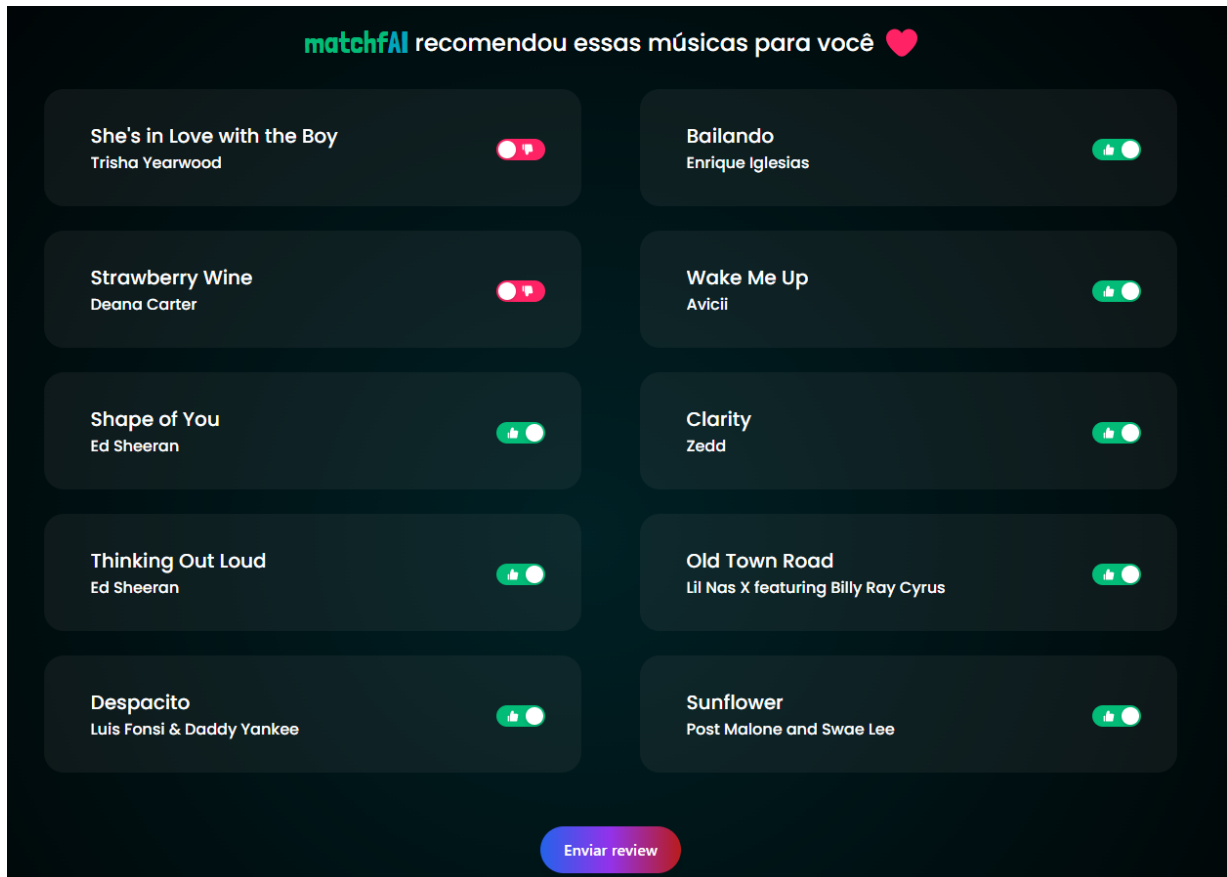 matchfAI recomendou essas músicas para você
She's in Love with the Boy
Trisha Yearwood
Bailando
Enrique Iglesias
Strawberry Wine
Deana Carter
Wake Me Up
Avicii
Shape of You
Ed Sheeran
Clarity
Zedd
Thinking Out Loud
Ed Sheeran
Old Town Road
Lil Nas X featuring Billy Ray Cyrus
Despacito
Luis Fonsi & Daddy Yankee
Sunflower
Post Malone and Swae Lee
Enviar review